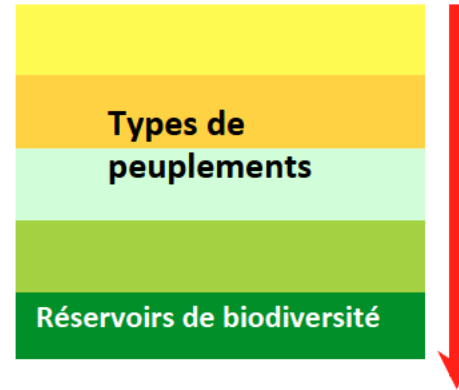 Types de
peuplements
Réservoirs de biodiversité